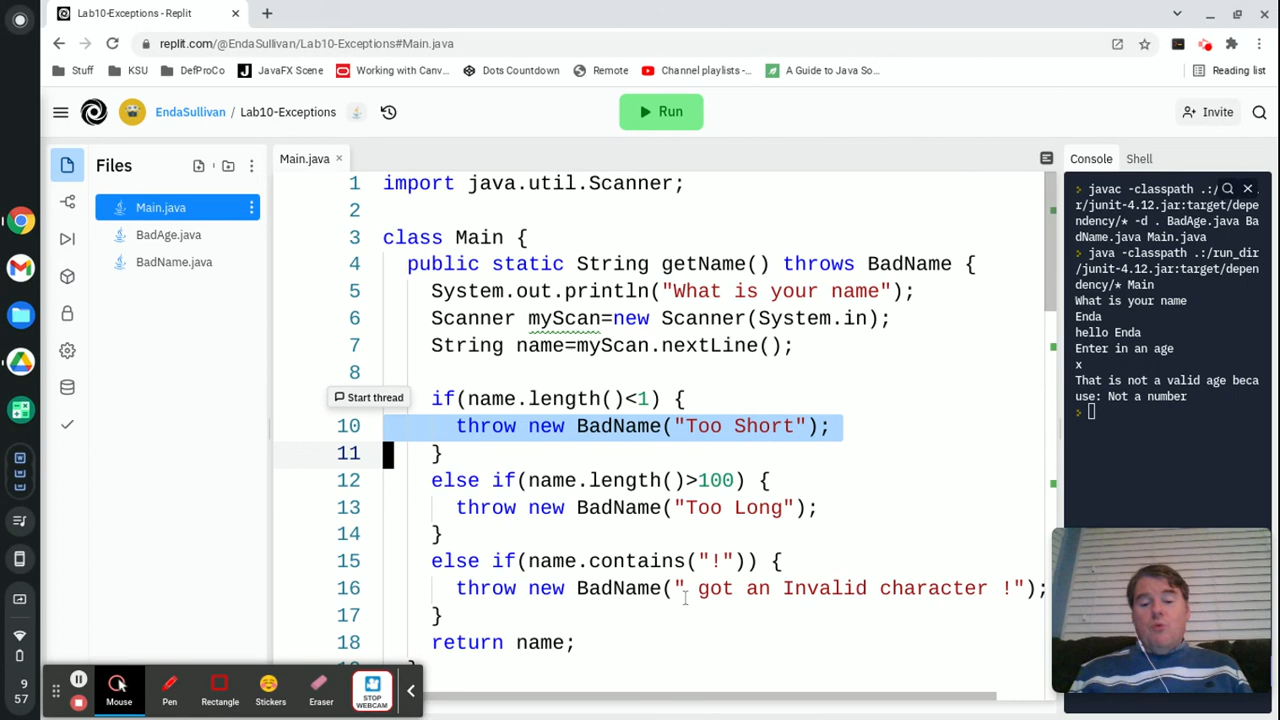 Lab10-Exceptions - Replit
replit.com/@EndaSullivan/Lab10-Exceptions#Main.java
Stuff
KSU
DefProCo
JavaFX Scene
Working with Canv...
Dots Countdown
Remote
Channel playlists -...
A Guide to Java So...
Reading list
EndaSullivan / Lab10-Exceptions
Run
Invite
Files
Main.java
BadAge.java
BadName.java
Main.java
1 import java.util.Scanner;
2
3 class Main {
4 public static String getName() throws BadName {
5 System.out.println("What is your name");
6 Scanner myScan=new Scanner(System.in);
7 String name=myScan.nextLine();
8
Start thread
if(name.length()<1) {
10 throw new BadName("Too Short");
11 }
12 else if(name.length()>100) {
13 throw new BadName("Too Long");
14 }
15 else if(name.contains("!")) {
16 throw new BadName(" got an Invalid character !");
17 }
18 return name;
Console
Shell
javac -classpath .:/
r/junit-4.12.jar:target/depe
ndency/* -d . BadAge.java Ba
dName.java Main.java
java -classpath .:/run_dir
/junit-4.12.jar:target/depen
dency/* Main
What is your name
Enda
hello Enda
Enter in an age
x
That is not a valid age beca
use: Not a number
9
57
Mouse
Pen
Rectangle
Stickers
Eraser
STOP
WEBCAM